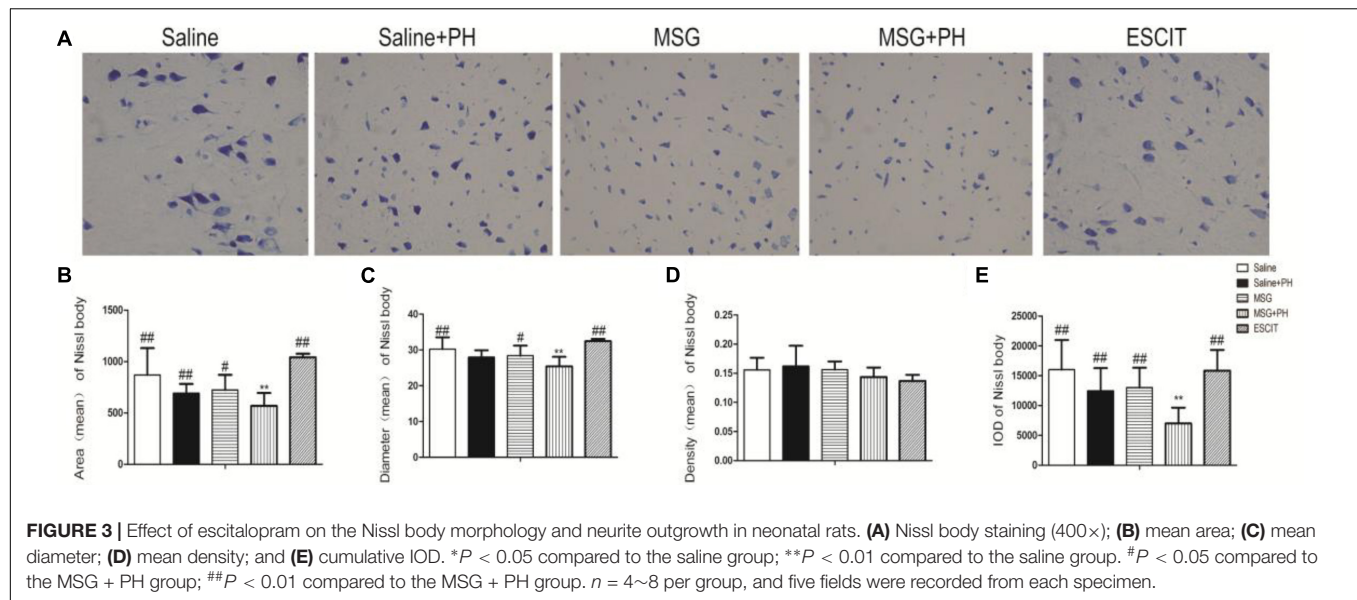 A
Saline
Saline+PH
MSG
MSG+PH
ESCIT
B
Area（mean） of Nissl body
1500
1000
500
0
##
##
#
**
##
C
Diameter（mean） of Nissl body
40
30
20
10
0
##
#
**
##
D
Density（mean） of Nissl body
0.25
0.20
0.15
0.10
0.05
0.00
E
IOD of Nissl body
25000
20000
15000
10000
5000
0
##
##
##
**
##
Saline
Saline+PH
MSG
MSG+PH
ESCIT
FIGURE 3 | Effect of escitalopram on the Nissl body morphology and neurite outgrowth in neonatal rats. (A) Nissl body staining (400×); (B) mean area; (C) mean
diameter; (D) mean density; and (E) cumulative IOD. *P < 0.05 compared to the saline group; **P < 0.01 compared to the saline group. #P < 0.05 compared to
the MSG + PH group; ##P < 0.01 compared to the MSG + PH group. n = 4∼8 per group, and five fields were recorded from each specimen.